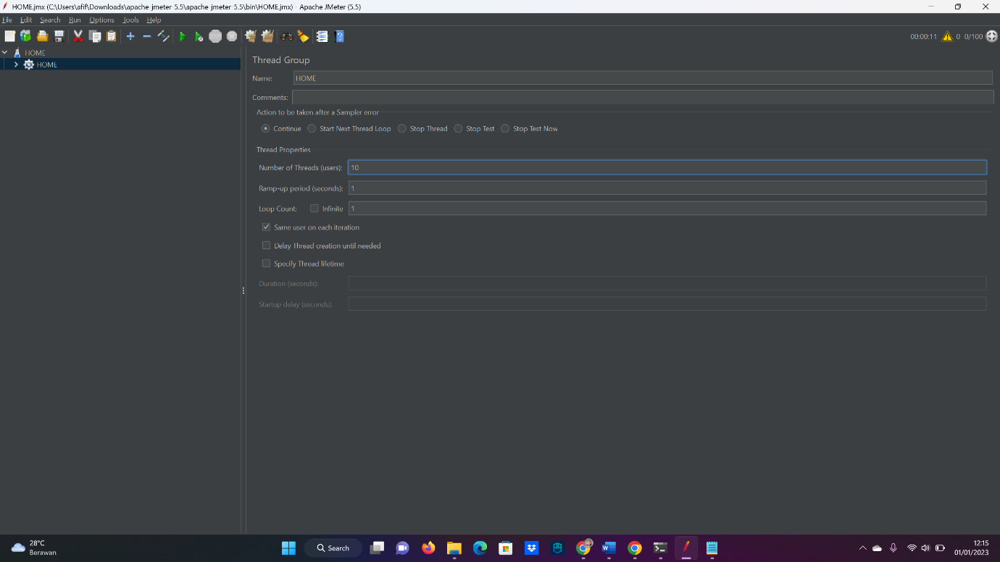 HOME.jmx (C:\Users\afif\Downloads\apache-jmeter-5.5\apache-jmeter-5.5\bin\HOME.jmx) - Apache JMeter (5.5)
File Edit Search Run Options Tools Help
00:00:11 0 0/100
HOME
HOME
Thread Group
Name: HOME
Comments:
Action to be taken after a Sampler error
Continue Start Next Thread Loop Stop Thread Stop Test Stop Test Now
Thread Properties
Number of Threads (users): 10
Ramp-up period (seconds): 1
Loop Count: Infinite 1
Same user on each iteration
Delay Thread creation until needed
Specify Thread lifetime
Duration (seconds):
Startup delay (seconds):
28°C
Berawan
Search
12:15
01/01/2023